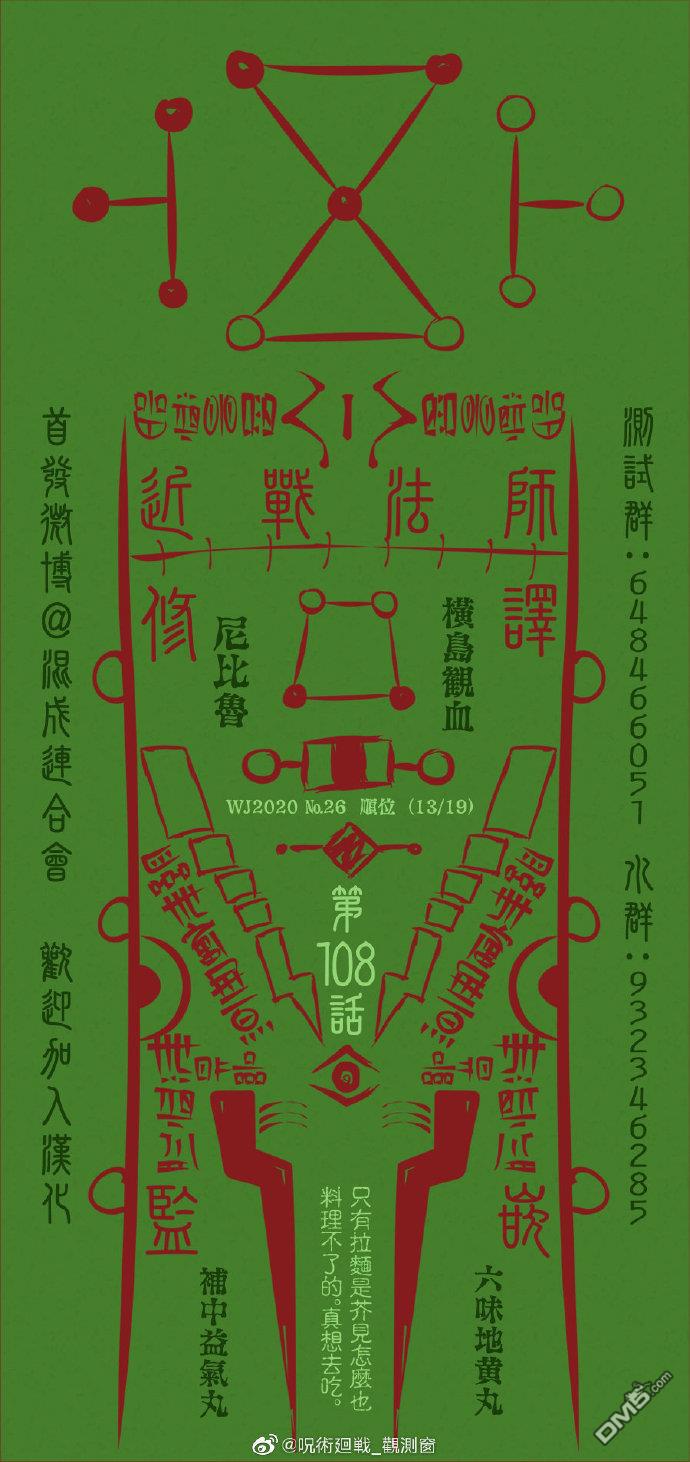 近戰法師
修
譯
尼比魯
橫島觀血
WJ2020 No.26 順位 (13/19)
第
108
話
監
嵌
補中益氣丸
六味地黃丸
只有拉麵是芥見怎麼也
料理不了的。真想去吃。
測試群：648466051 水群：932346285
首發微博@混成連合會 歡迎加入漢化
@呪術廻戦_觀測窗
DM5.com